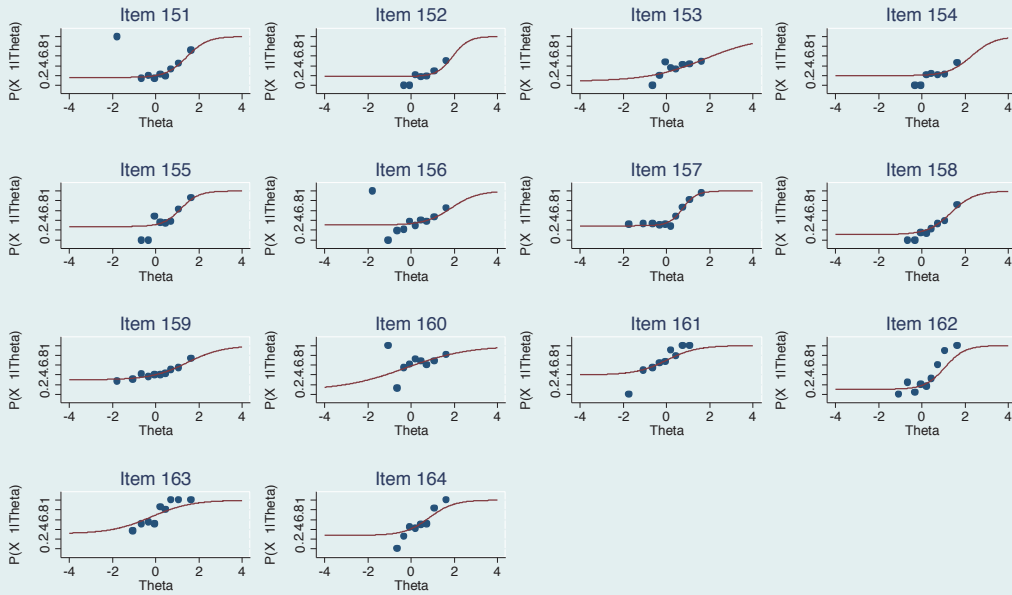 Item 151
P(X 1|Theta)
0.2.4.6.81
-4 -2 0 2 4
Theta
Item 152
P(X 1|Theta)
0.2.4.6.81
-4 -2 0 2 4
Theta
Item 153
P(X 1|Theta)
0.2.4.6.81
-4 -2 0 2 4
Theta
Item 154
P(X 1|Theta)
0.2.4.6.81
-4 -2 0 2 4
Theta
Item 155
P(X 1|Theta)
0.2.4.6.81
-4 -2 0 2 4
Theta
Item 156
P(X 1|Theta)
0.2.4.6.81
-4 -2 0 2 4
Theta
Item 157
P(X 1|Theta)
0.2.4.6.81
-4 -2 0 2 4
Theta
Item 158
P(X 1|Theta)
0.2.4.6.81
-4 -2 0 2 4
Theta
Item 159
P(X 1|Theta)
0.2.4.6.81
-4 -2 0 2 4
Theta
Item 160
P(X 1|Theta)
0.2.4.6.81
-4 -2 0 2 4
Theta
Item 161
P(X 1|Theta)
0.2.4.6.81
-4 -2 0 2 4
Theta
Item 162
P(X 1|Theta)
0.2.4.6.81
-4 -2 0 2 4
Theta
Item 163
P(X 1|Theta)
0.2.4.6.81
-4 -2 0 2 4
Theta
Item 164
P(X 1|Theta)
0.2.4.6.81
-4 -2 0 2 4
Theta